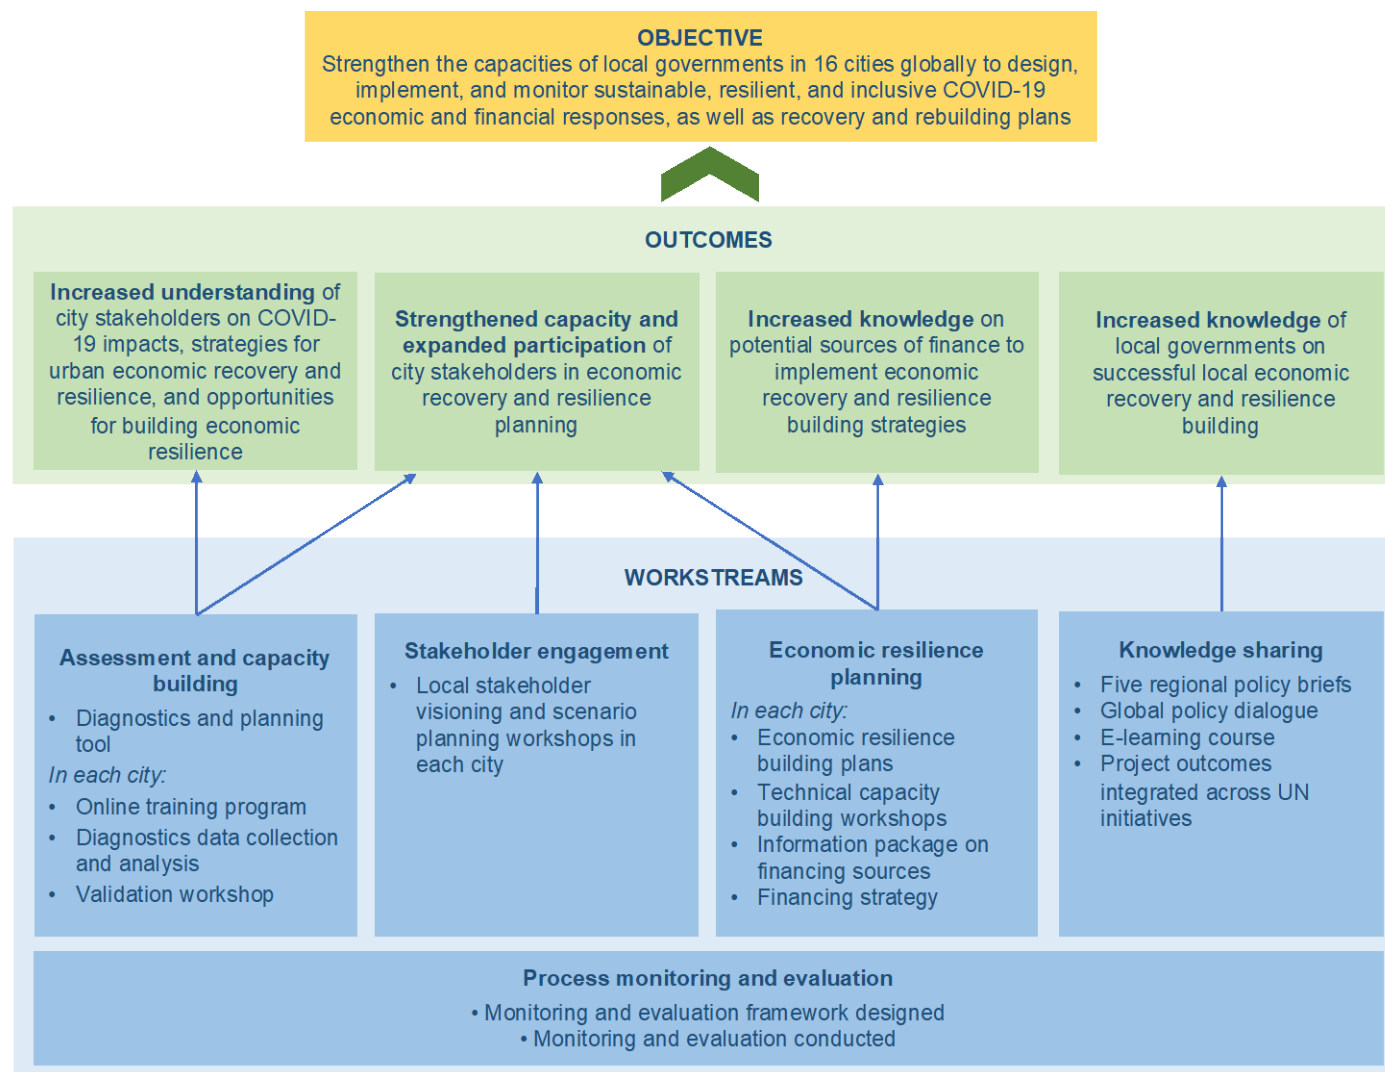 OBJECTIVE
Strengthen the capacities of local governments in 16 cities globally to design,
implement, and monitor sustainable, resilient, and inclusive COVID-19
economic and financial responses, as well as recovery and rebuilding plans
OUTCOMES
Increased understanding of
city stakeholders on COVID-
19 impacts, strategies for
urban economic recovery and
resilience, and opportunities
for building economic
resilience
Strengthened capacity and
expanded participation of
city stakeholders in economic
recovery and resilience
planning
Increased knowledge on
potential sources of finance to
implement economic
recovery and resilience
building strategies
Increased knowledge of
local governments on
successful local economic
recovery and resilience
building
WORKSTREAMS
Assessment and capacity
building
• Diagnostics and planning
tool
In each city:
• Online training program
• Diagnostics data collection
and analysis
• Validation workshop
Stakeholder engagement
• Local stakeholder
visioning and scenario
planning workshops in
each city
Economic resilience
planning
In each city:
• Economic resilience
building plans
• Technical capacity
building workshops
• Information package on
financing sources
• Financing strategy
Knowledge sharing
• Five regional policy briefs
• Global policy dialogue
• E-learning course
• Project outcomes
integrated across UN
initiatives
Process monitoring and evaluation
• Monitoring and evaluation framework designed
• Monitoring and evaluation conducted